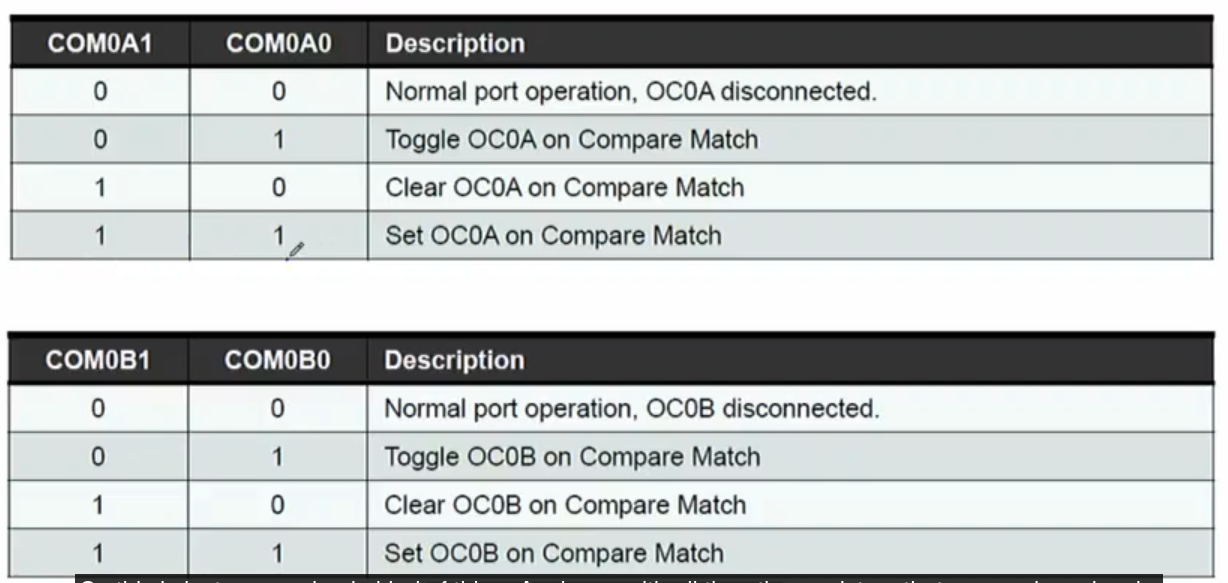 COM0A1 COM0A0 Description
0 0 Normal port operation, OC0A disconnected.
0 1 Toggle OC0A on Compare Match
1 0 Clear OC0A on Compare Match
1 1 Set OC0A on Compare Match
COM0B1 COM0B0 Description
0 0 Normal port operation, OC0B disconnected.
0 1 Toggle OC0B on Compare Match
1 0 Clear OC0B on Compare Match
1 1 Set OC0B on Compare Match